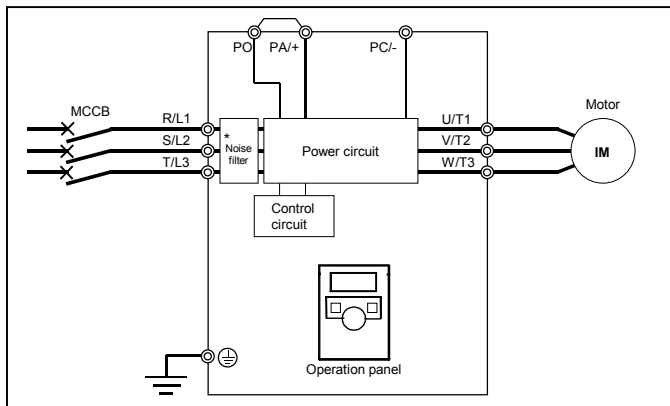 PO PA/+ PC/-
MCCB
R/L1
S/L2
T/L3
*
Noise
filter
Power circuit
U/T1
V/T2
W/T3
Motor
IM
Control
circuit
Operation panel